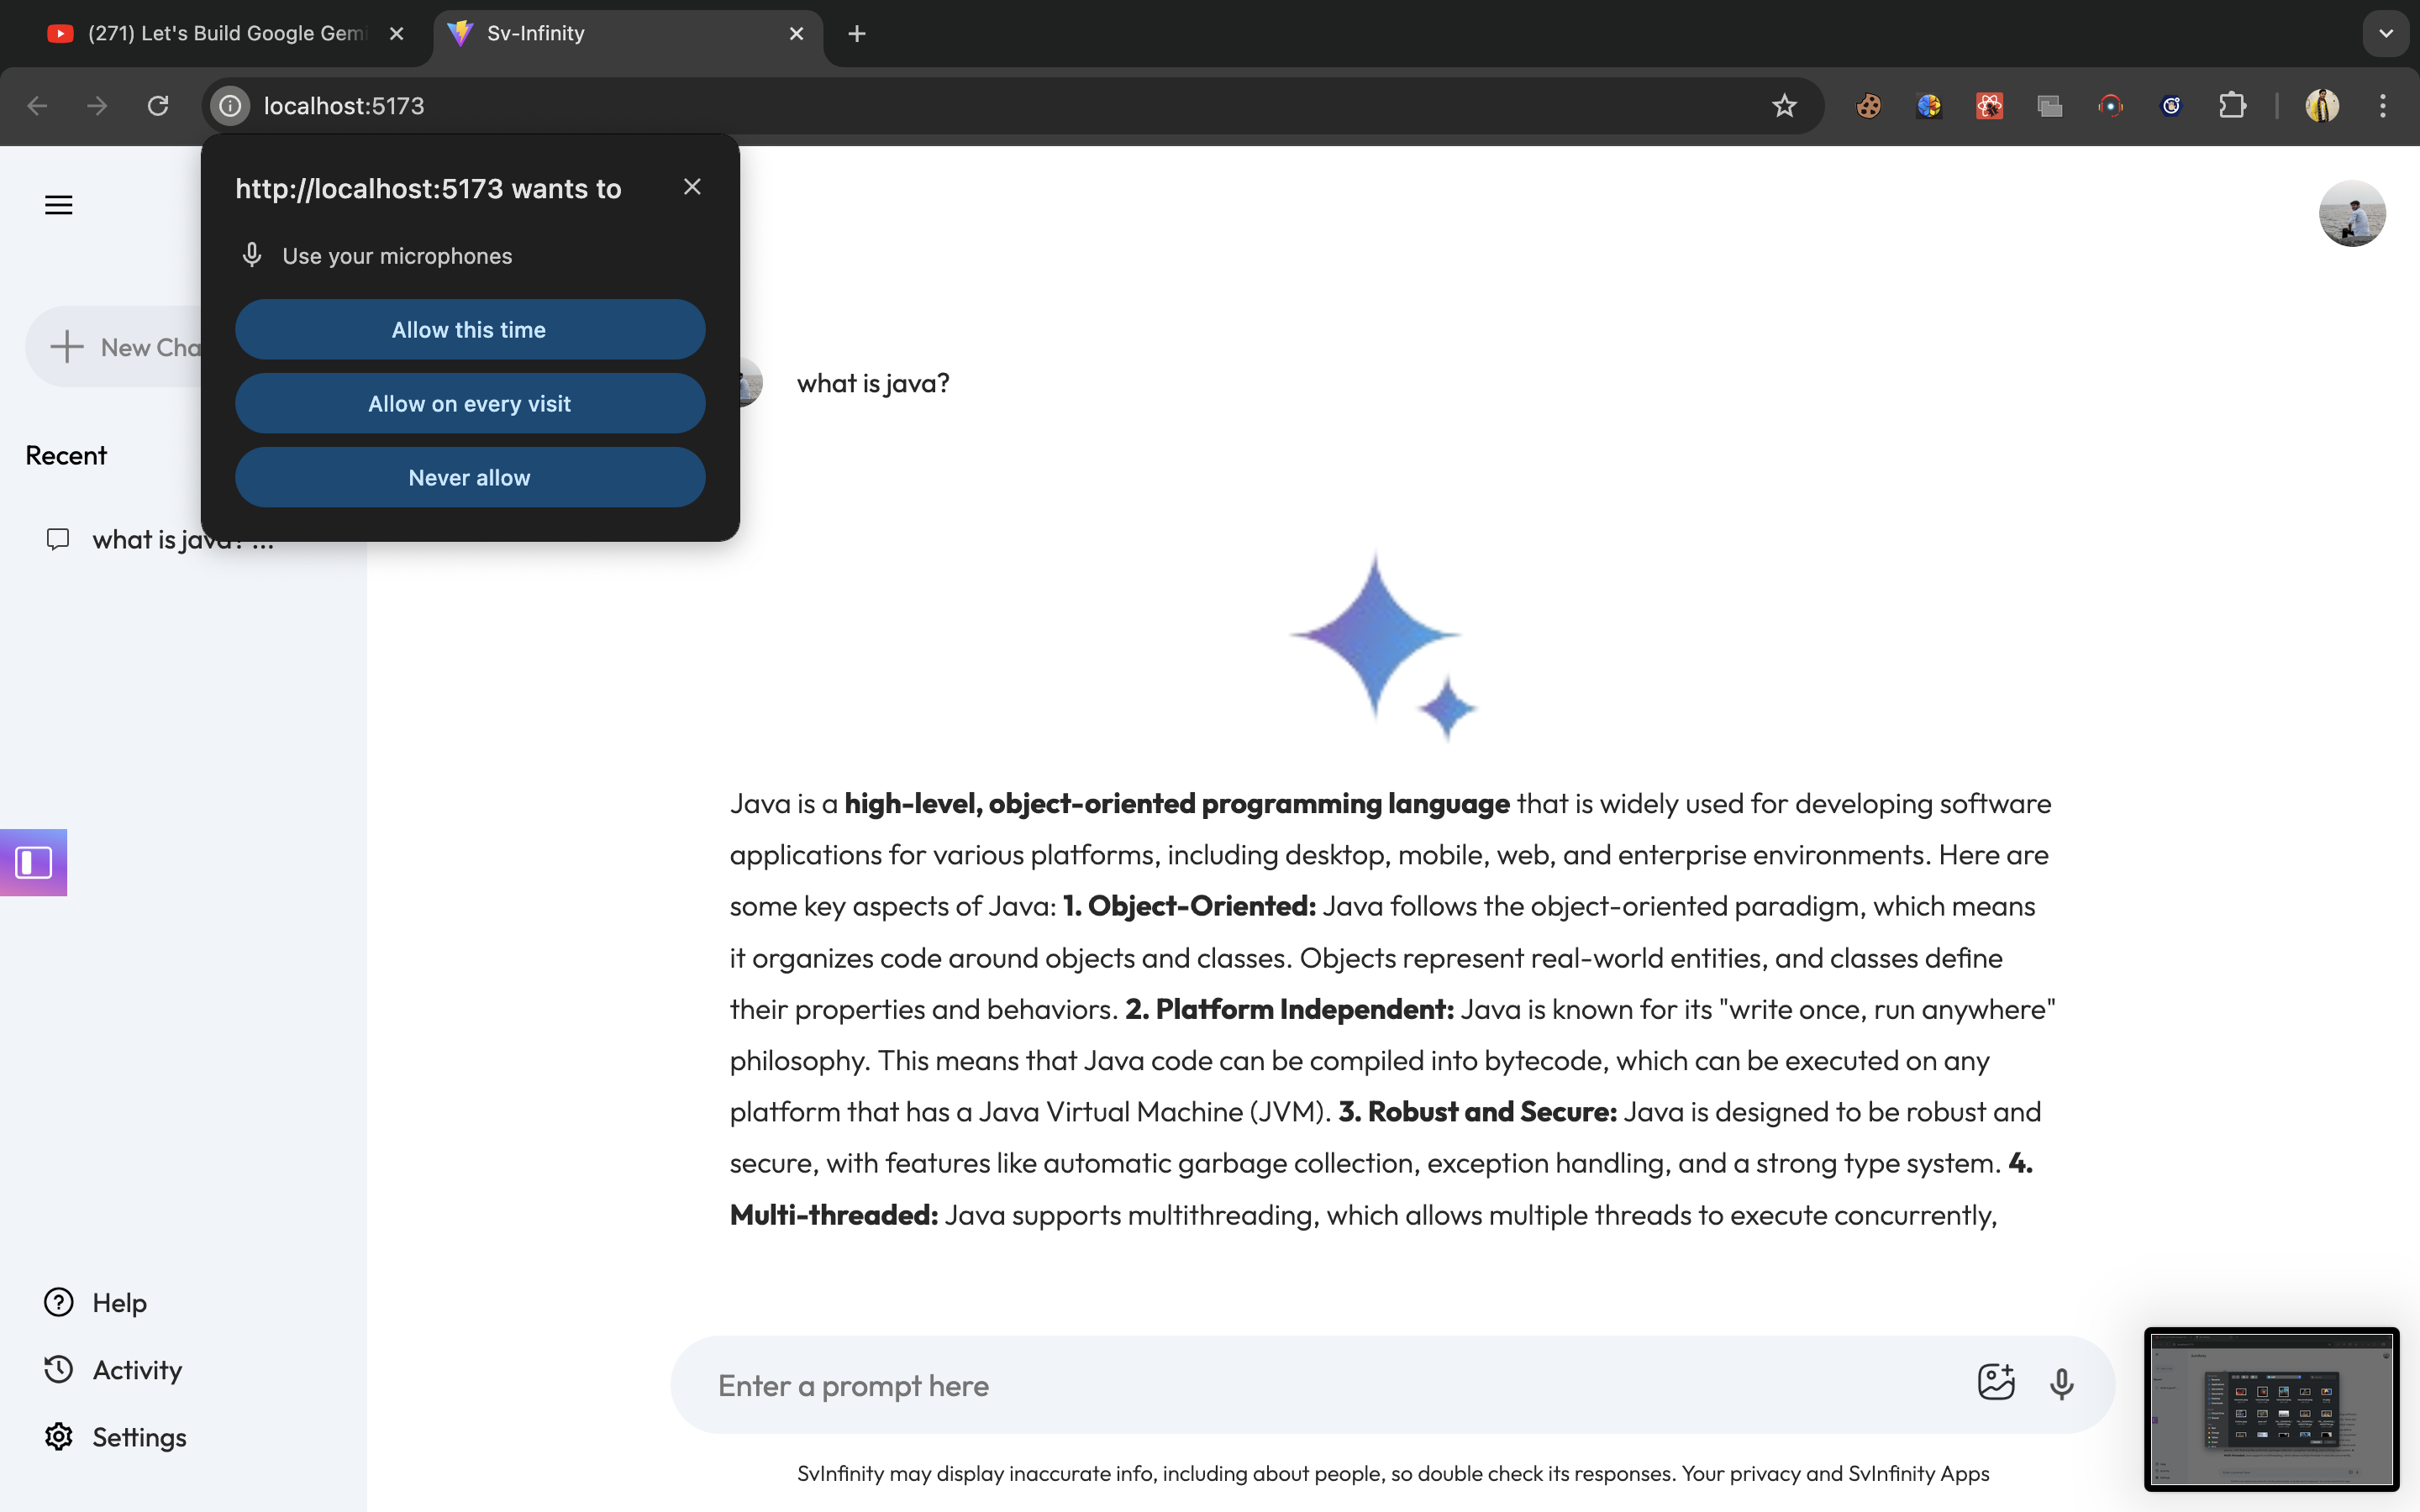 (271) Let's Build Google Gemi
Sv-Infinity
localhost:5173
http://localhost:5173 wants to
Use your microphones
Allow this time
Allow on every visit
Never allow
New Cha
Recent
what is java? ...
Help
Activity
Settings
what is java?
Java is a high-level, object-oriented programming language that is widely used for developing software
applications for various platforms, including desktop, mobile, web, and enterprise environments. Here are
some key aspects of Java: 1. Object-Oriented: Java follows the object-oriented paradigm, which means
it organizes code around objects and classes. Objects represent real-world entities, and classes define
their properties and behaviors. 2. Platform Independent: Java is known for its "write once, run anywhere"
philosophy. This means that Java code can be compiled into bytecode, which can be executed on any
platform that has a Java Virtual Machine (JVM). 3. Robust and Secure: Java is designed to be robust and
secure, with features like automatic garbage collection, exception handling, and a strong type system. 4.
Multi-threaded: Java supports multithreading, which allows multiple threads to execute concurrently,
Enter a prompt here
SvInfinity may display inaccurate info, including about people, so double check its responses. Your privacy and SvInfinity Apps